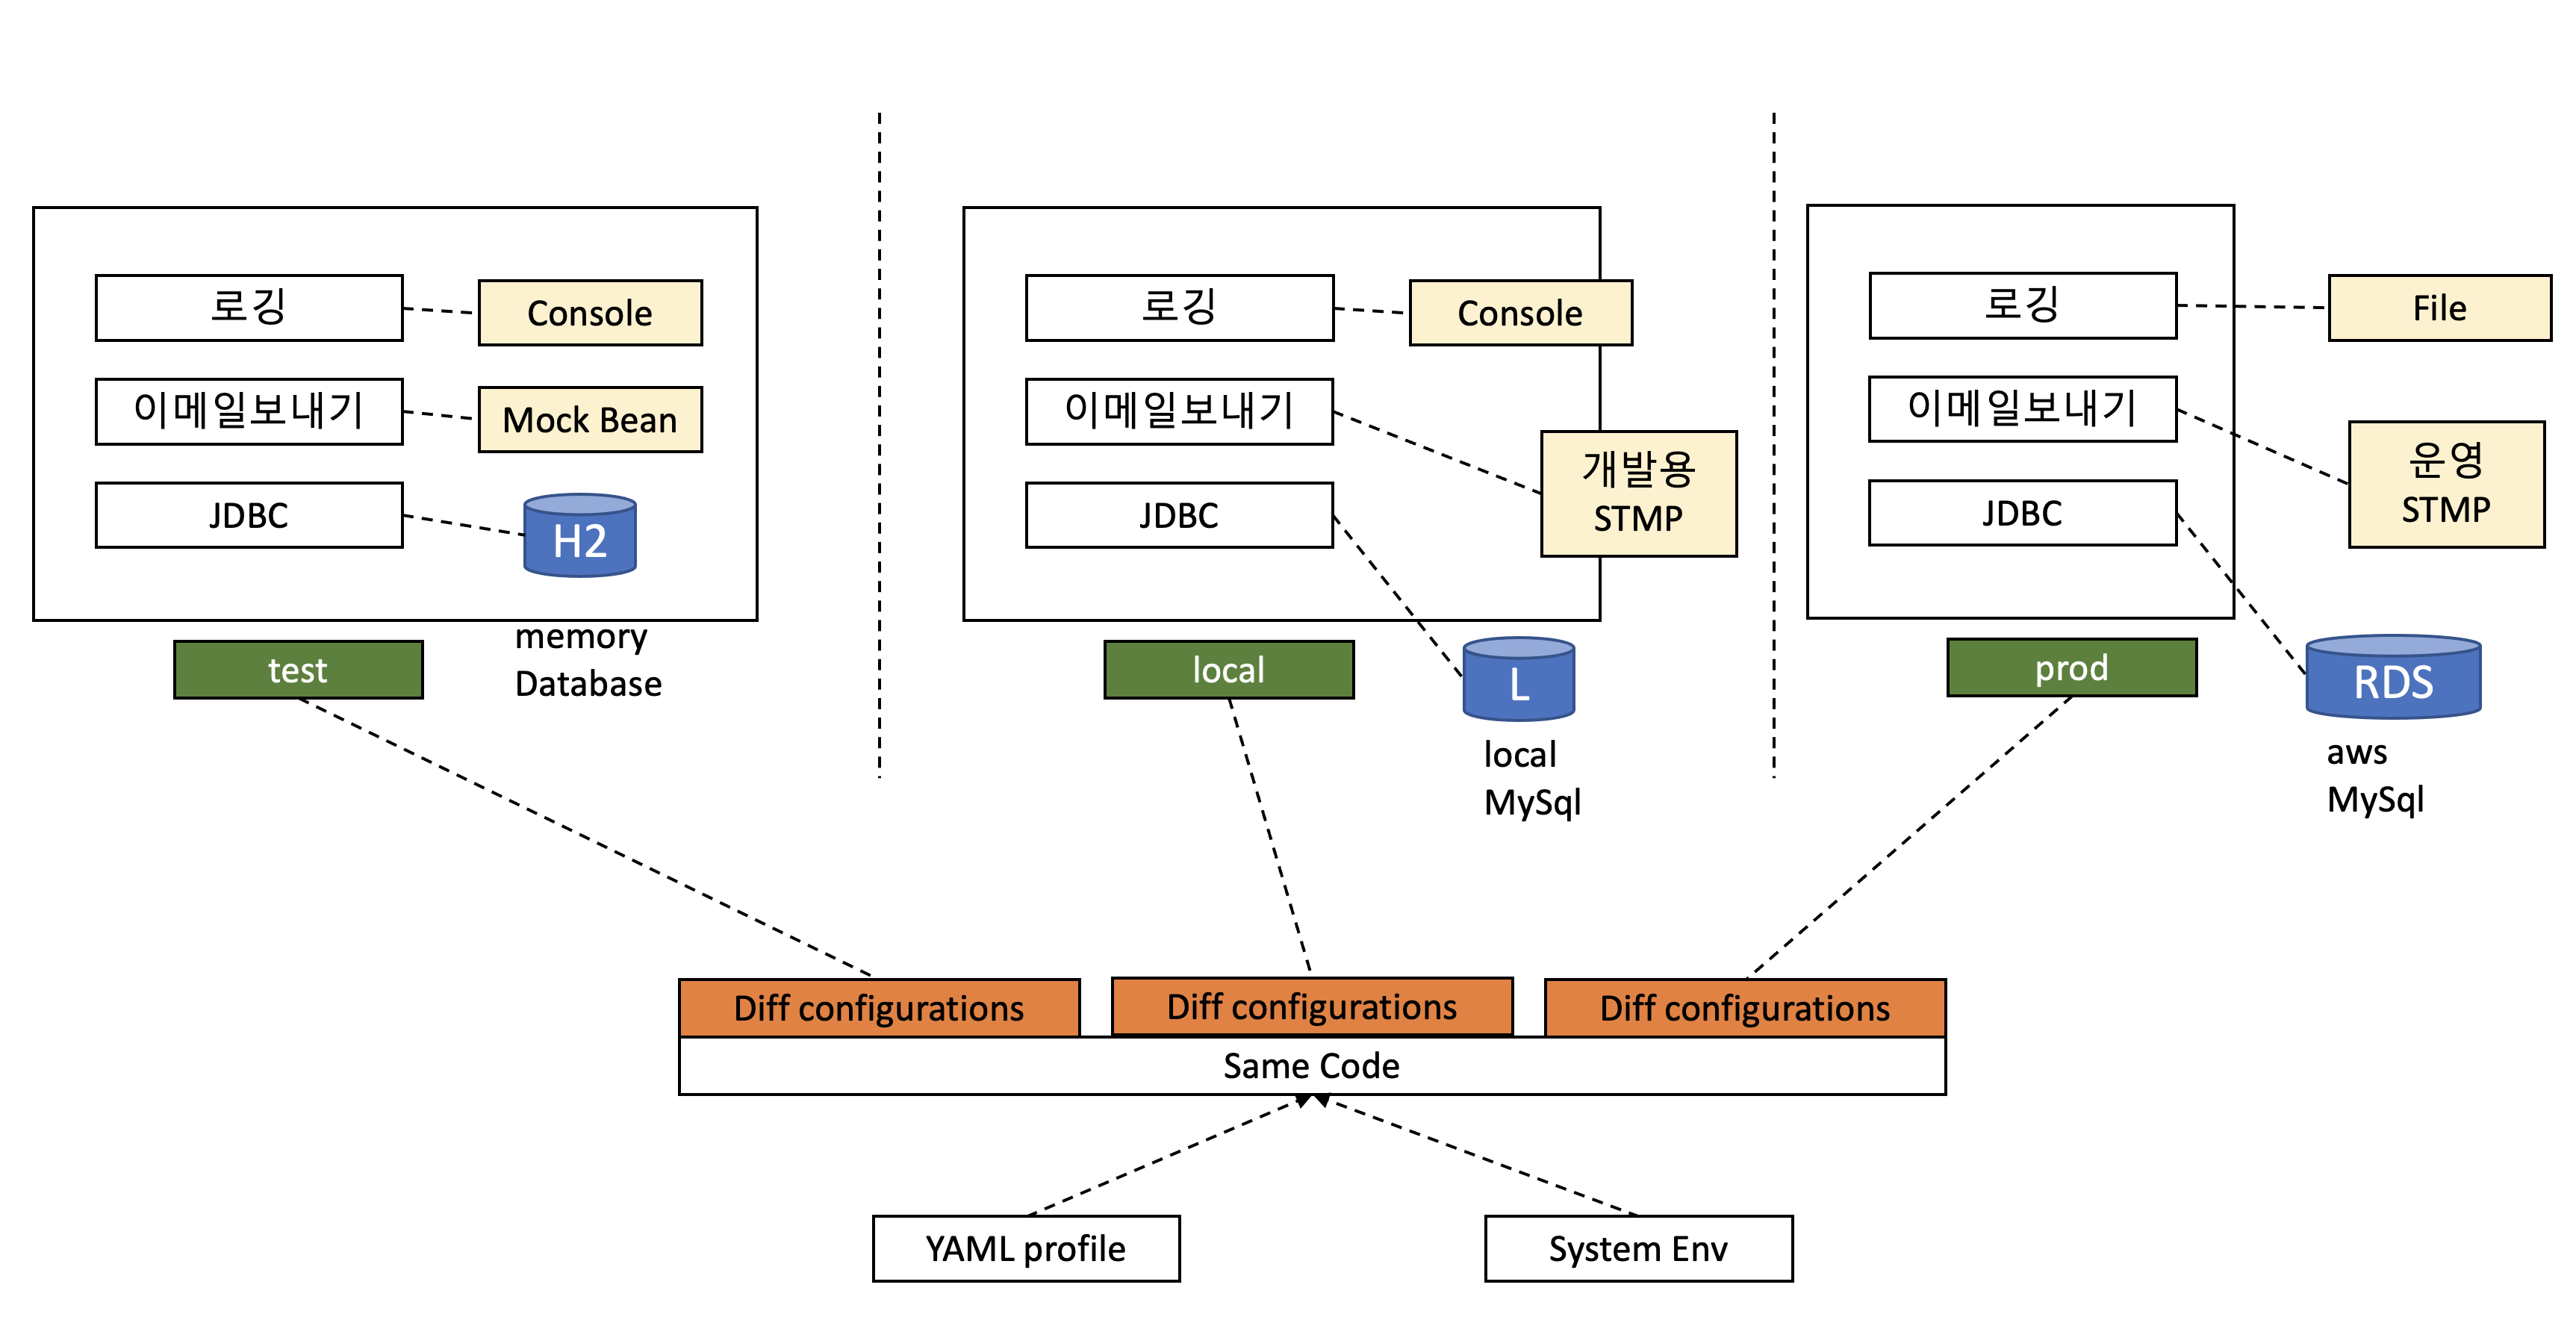 로깅
Console
이메일보내기
Mock Bean
JDBC
H2
memory
Database
test
로깅
Console
이메일보내기
개발용
STMP
JDBC
L
local
MySql
local
로깅
File
이메일보내기
운영
STMP
JDBC
RDS
aws
MySql
prod
Diff configurations
Diff configurations
Diff configurations
Same Code
YAML profile
System Env